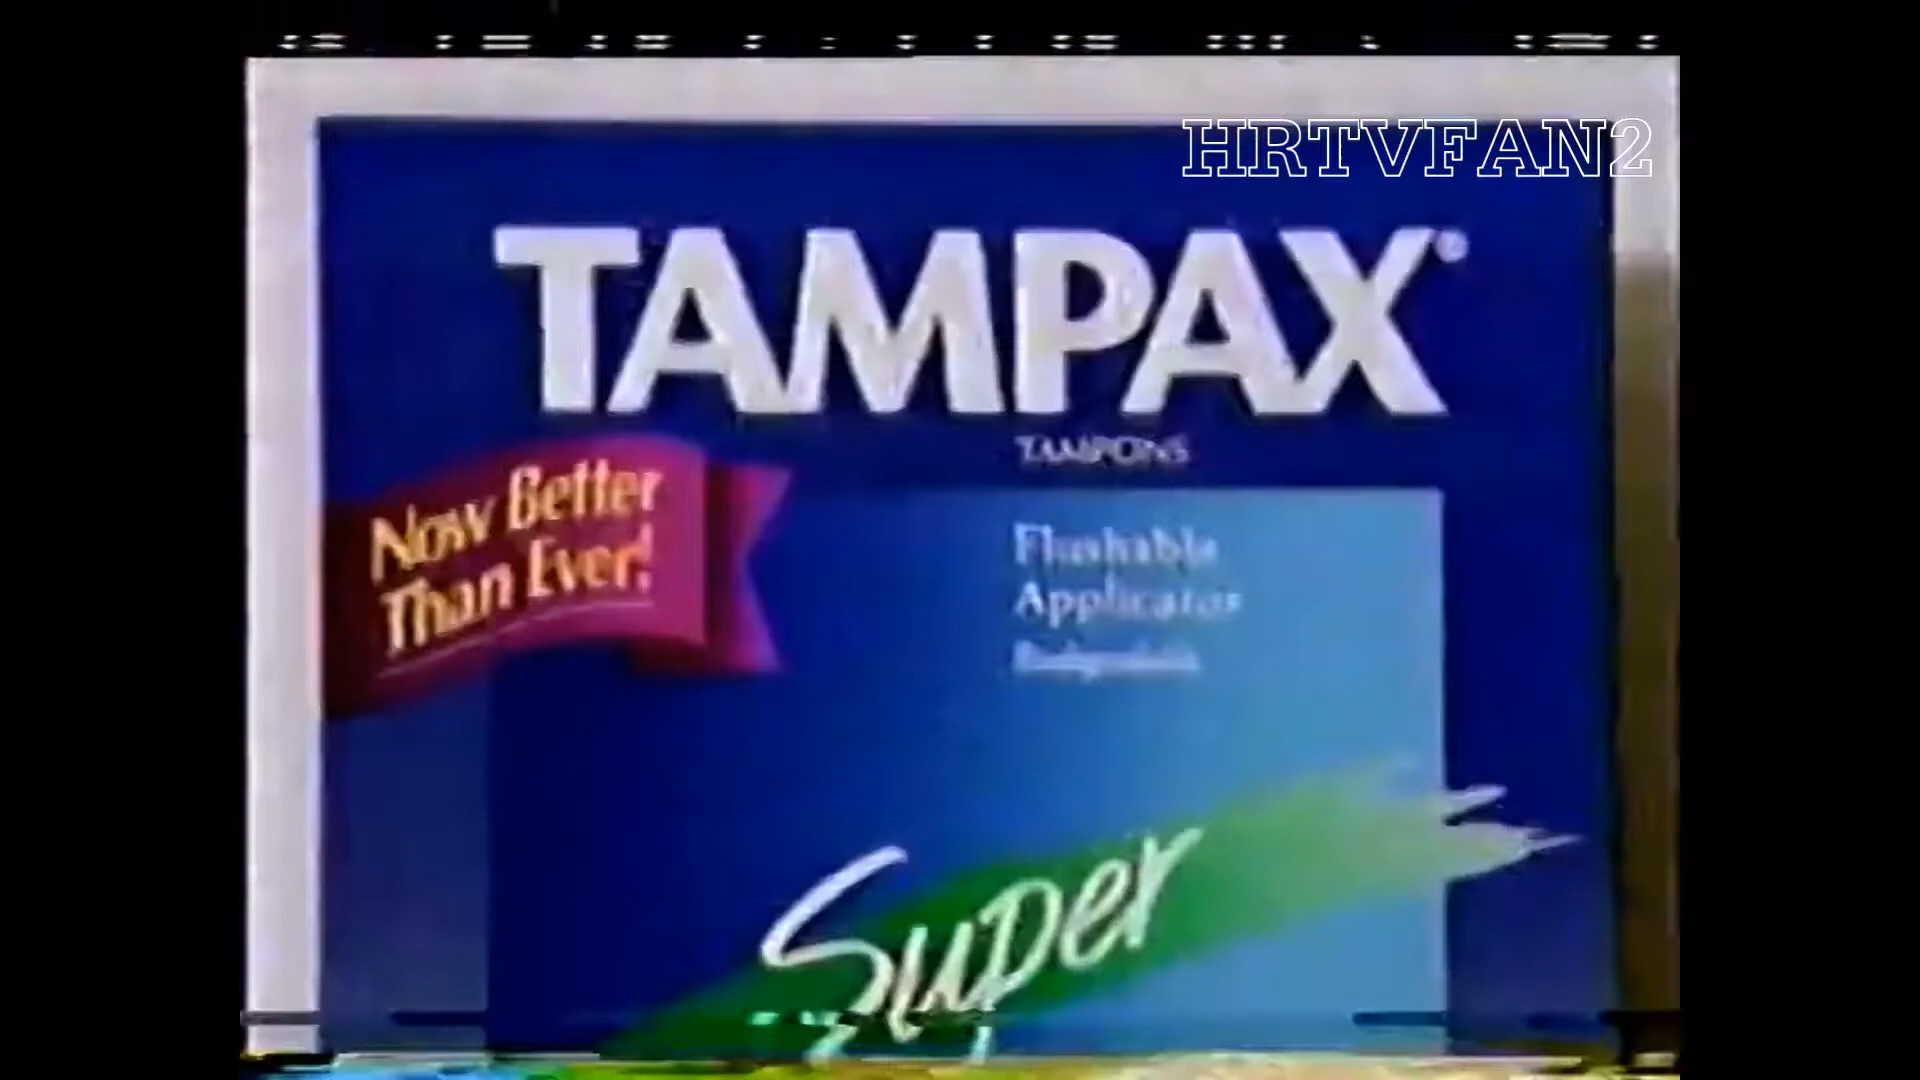 HRTVFAN2
TAMPAX®
TAMPONS
Now Better
Than Ever!
Flushable
Applicator
Super